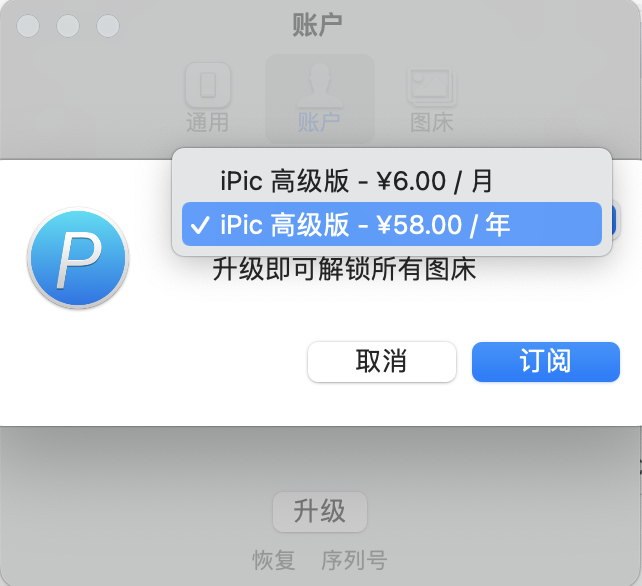 账户
通用 账户 图床
iPic 高级版 - ¥6.00 / 月
✓ iPic 高级版 - ¥58.00 / 年
升级即可解锁所有图床
取消 订阅
升级
恢复 序列号